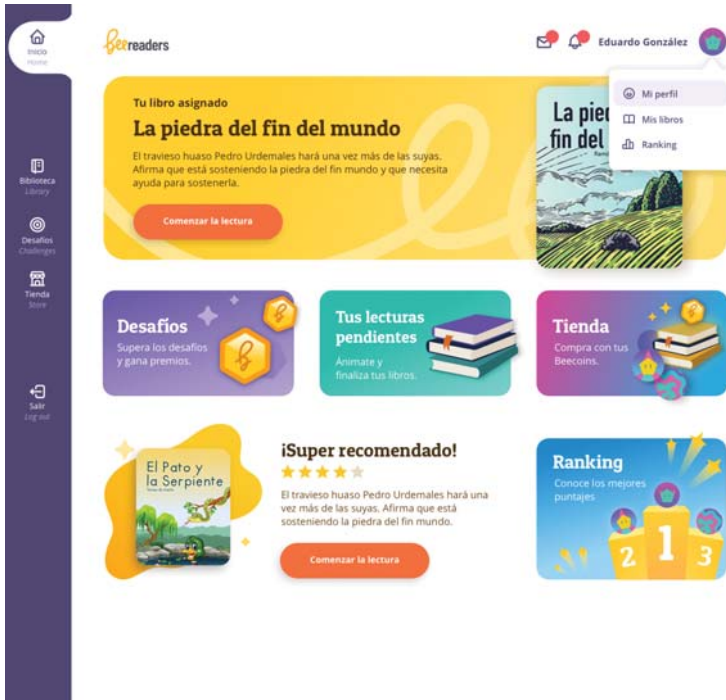 Inicio
Home
Beereaders
Eduardo González
Mi perfil
Mis libros
Ranking
Tu libro asignado
La piedra del fin del mundo
El travieso huaso Pedro Urdemales hará una vez más de las suyas.
Afirma que está sosteniendo la piedra del fin mundo y que necesita
ayuda para sostenerla.
Comenzar la lectura
La pied
fin del
Biblioteca
Library
Desafíos
Challenges
Tienda
Store
Salir
Log out
Desafíos
Supera los desafíos
y gana premios.
Tus lecturas
pendientes
Anímate y
finaliza tus libros.
Tienda
Compra con tus
Beecoins.
El Pato y
la Serpiente
¡Super recomendado!
El travieso huaso Pedro Urdemales hará una
vez más de las suyas. Afirma que está
sosteniendo la piedra del fin mundo.
Comenzar la lectura
Ranking
Conoce los mejores
puntajes
2 1 3